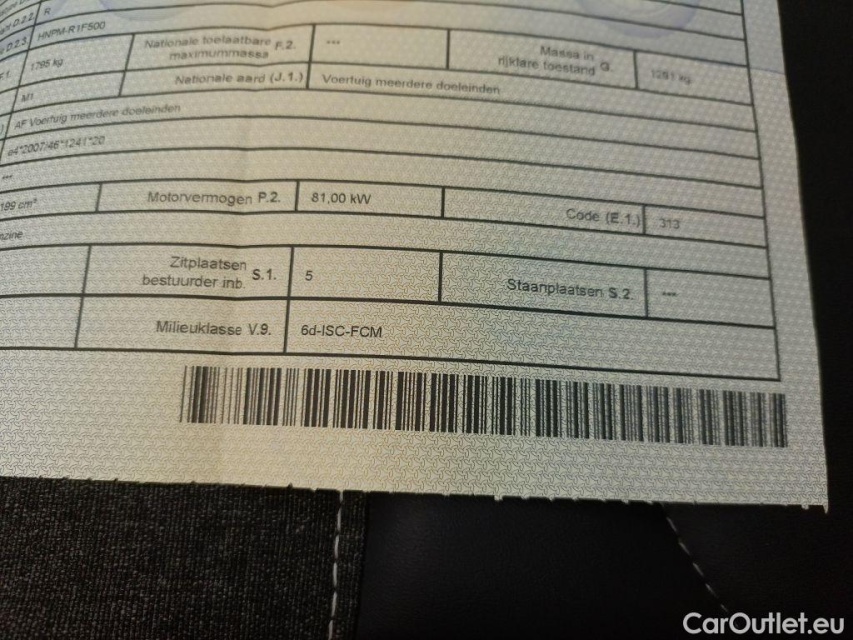 D.2.2. R
D.2.3. HNPM-R1F500
F.1. 1795 kg
Nationale toelaatbare maximummassa F.2. ---
Massa in rijklare toestand G. 1251 kg
M1
Nationale aard (J.1.) Voertuig meerdere doeleinden
AF Voertuig meerdere doeleinden
e4*2007/46*1241*20
---
199 cm³
Motorvermogen P.2. 81,00 kW
Code (E.1.) 313
nzine
Zitplaatsen bestuurder inb. S.1. 5
Staanplaatsen S.2. ---
Milieuklasse V.9. 6d-ISC-FCM
CarOutlet.eu